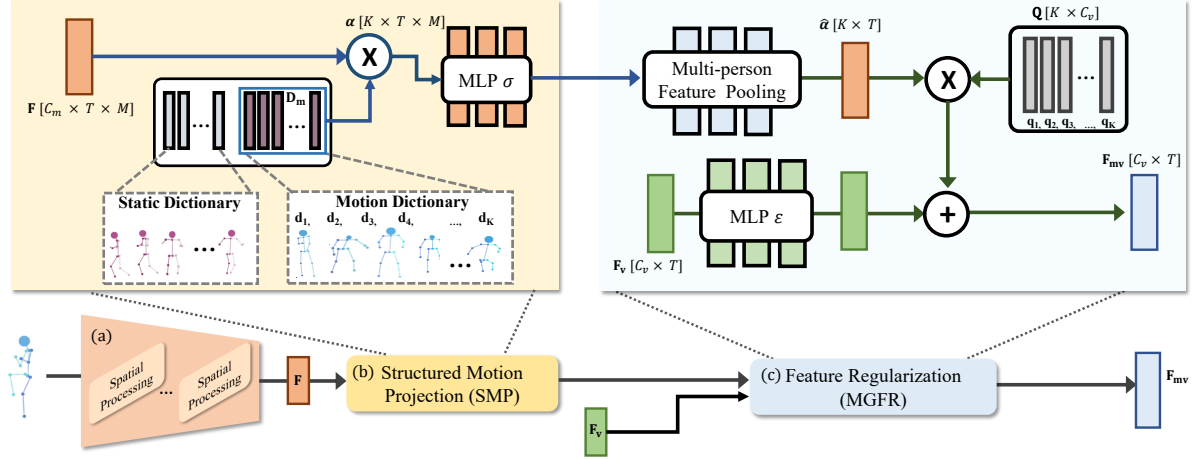 α [K × T × M]
X
MLP σ
F [C_m × T × M]
D_m
...
...
Static Dictionary
...
Motion Dictionary
d_1, d_2, d_3, d_4, ..., d_K
...
Multi-person
Feature Pooling
α̂ [K × T]
X
Q [K × C_v]
...
q_1, q_2, q_3, ..., q_K
F_mv [C_v × T]
MLP ε
+
F_v [C_v × T]
(a)
Spatial
Processing
...
Spatial
Processing
F
(b) Structured Motion
Projection (SMP)
F_v
(c) Feature Regularization
(MGFR)
F_mv